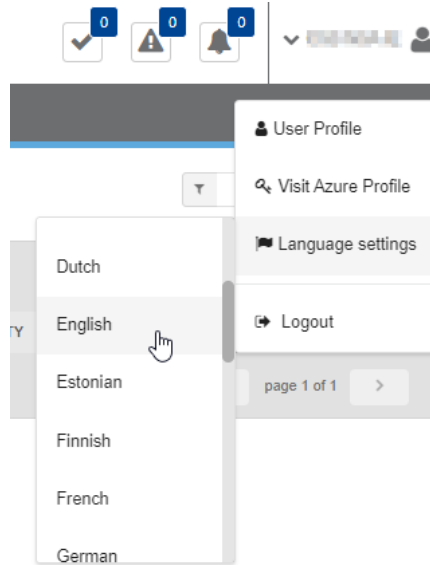 0 0 0
User Profile
Visit Azure Profile
Language settings
Logout
Dutch
English
Estonian
Finnish
French
German
TY
page 1 of 1